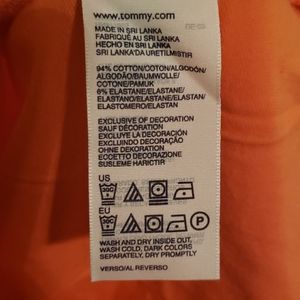 www.tommy.com
MADE IN SRI LANKA
FABRIQUÉ AU SRI LANKA
HECHO EN SRI LANKA
SRI LANKA'DA URETILMISTIR
94% COTTON/COTON/ALGODÓN/
ALGODÃO/BAUMWOLLE/
COTONE/PAMUK
6% ELASTANE/ELASTANE/
ELASTANO/ELASTANO/ELASTAN/
ELASTOMERO/ELASTAN
EXCLUSIVE OF DECORATION
SAUF DÉCORATION
EXCLUYE LA DECORACIÓN
EXCLUINDO DECORAÇÃO
OHNE DEKORATION
ECCETTO DECORAZIONE
SUSLEME HARICTIR
US
EU
WASH AND DRY INSIDE OUT,
WASH COLD, DARK COLORS
SEPARATELY, DRY PROMPTLY
VERSO/AL REVERSO